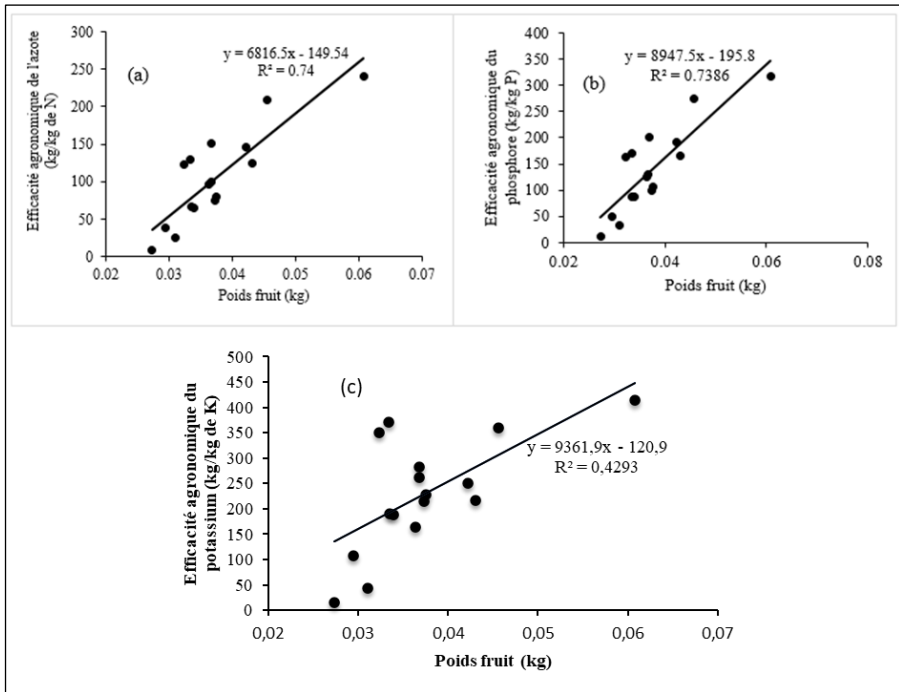 300
250
200
150
100
50
0
Efficacité agronomique de l'azote
(kg/kg de N)
(a)
y = 6816.5x - 149.54
R² = 0.74
0.02 0.03 0.04 0.05 0.06 0.07
Poids fruit (kg)
400
350
300
250
200
150
100
50
0
Efficacité agronomique du
phosphore (kg/kg P)
(b)
y = 8947.5x - 195.8
R² = 0.7386
0.02 0.04 0.06 0.08
Poids fruit (kg)
500
450
400
350
300
250
200
150
100
50
0
Efficacité agronomique du
potassium (kg/kg de K)
(c)
y = 9361,9x - 120,9
R² = 0,4293
0,02 0,03 0,04 0,05 0,06 0,07
Poids fruit (kg)